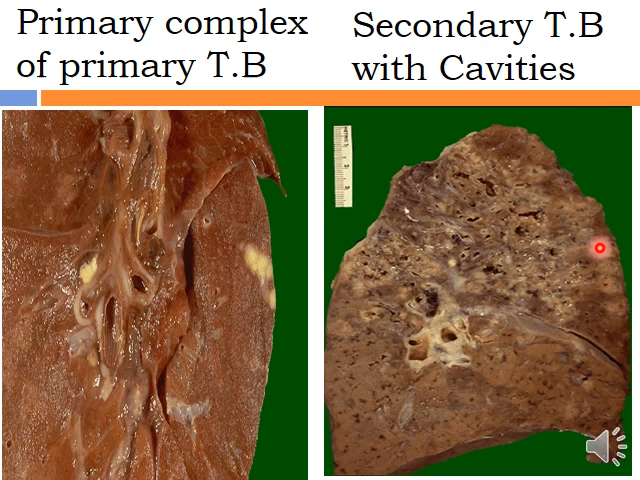 Primary complex
of primary T.B
Secondary T.B
with Cavities